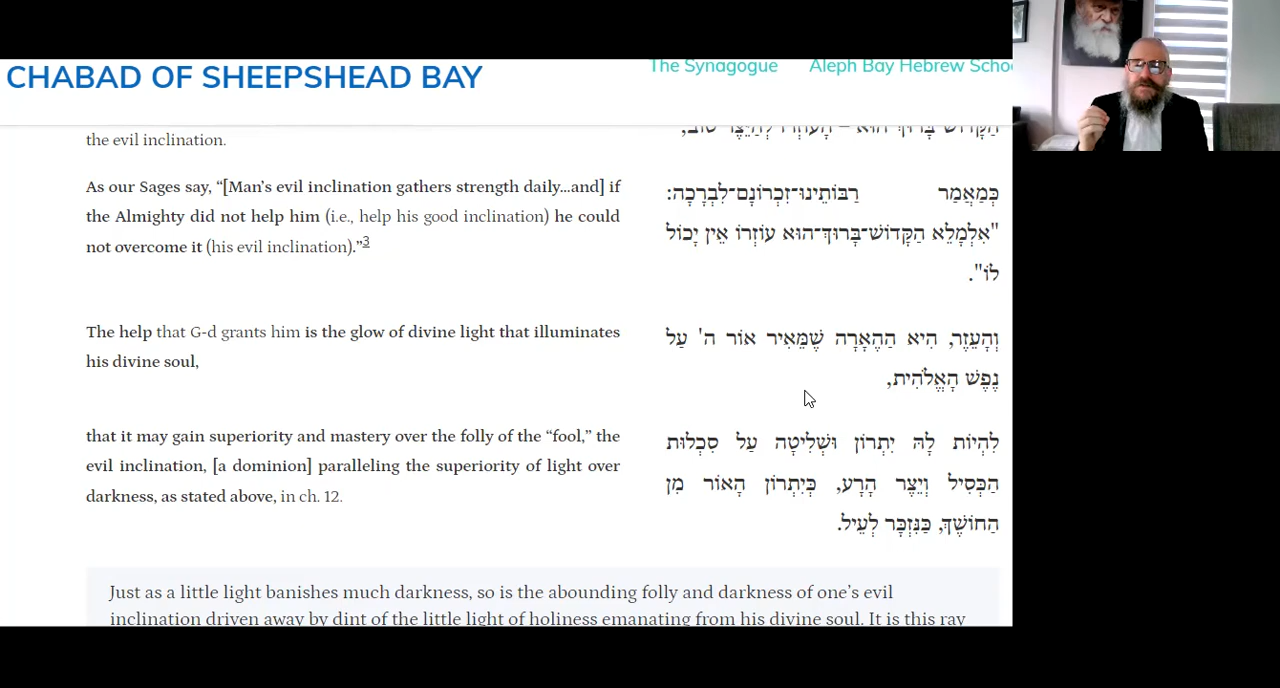 CHABAD OF SHEEPSHEAD BAY
The Synagogue
Aleph Bay Hebrew Schoo
the evil inclination.
הַקָּדוֹשׁ־בָּרוּךְ־הוּא – הָעוֹזְרוֹ לְהַיֵּצֶר טוֹב,
As our Sages say, “[Man’s evil inclination gathers strength daily...and] if
the Almighty did not help him (i.e., help his good inclination) he could
not overcome it (his evil inclination).”3
כְּמַאֲמַר רַבּוֹתֵינוּ־זִכְרוֹנָם־לִבְרָכָה:
"אִלְמָלֵא הַקָּדוֹשׁ־בָּרוּךְ־הוּא עוֹזְרוֹ אֵין יָכוֹל
לוֹ".
The help that G-d grants him is the glow of divine light that illuminates
his divine soul,
וְהָעֵזֶר, הִיא הַהֶאָרָה שֶׁמֵּאִיר אוֹר ה' עַל
נֶפֶשׁ הָאֱלֹהִית,
that it may gain superiority and mastery over the folly of the “fool,” the
evil inclination, [a dominion] paralleling the superiority of light over
darkness, as stated above, in ch. 12.
לִהְיוֹת לָהּ יִתְרוֹן וּשְׁלִיטָה עַל סִכְלוּת
הַכְּסִיל וְיֵצֶר הָרָע, כְּיִתְרוֹן הָאוֹר מִן
הַחוֹשֶׁךְ, כַּנִּזְכָּר לְעֵיל.
Just as a little light banishes much darkness, so is the abounding folly and darkness of one’s evil
inclination driven away by dint of the little light of holiness emanating from his divine soul. It is this ray